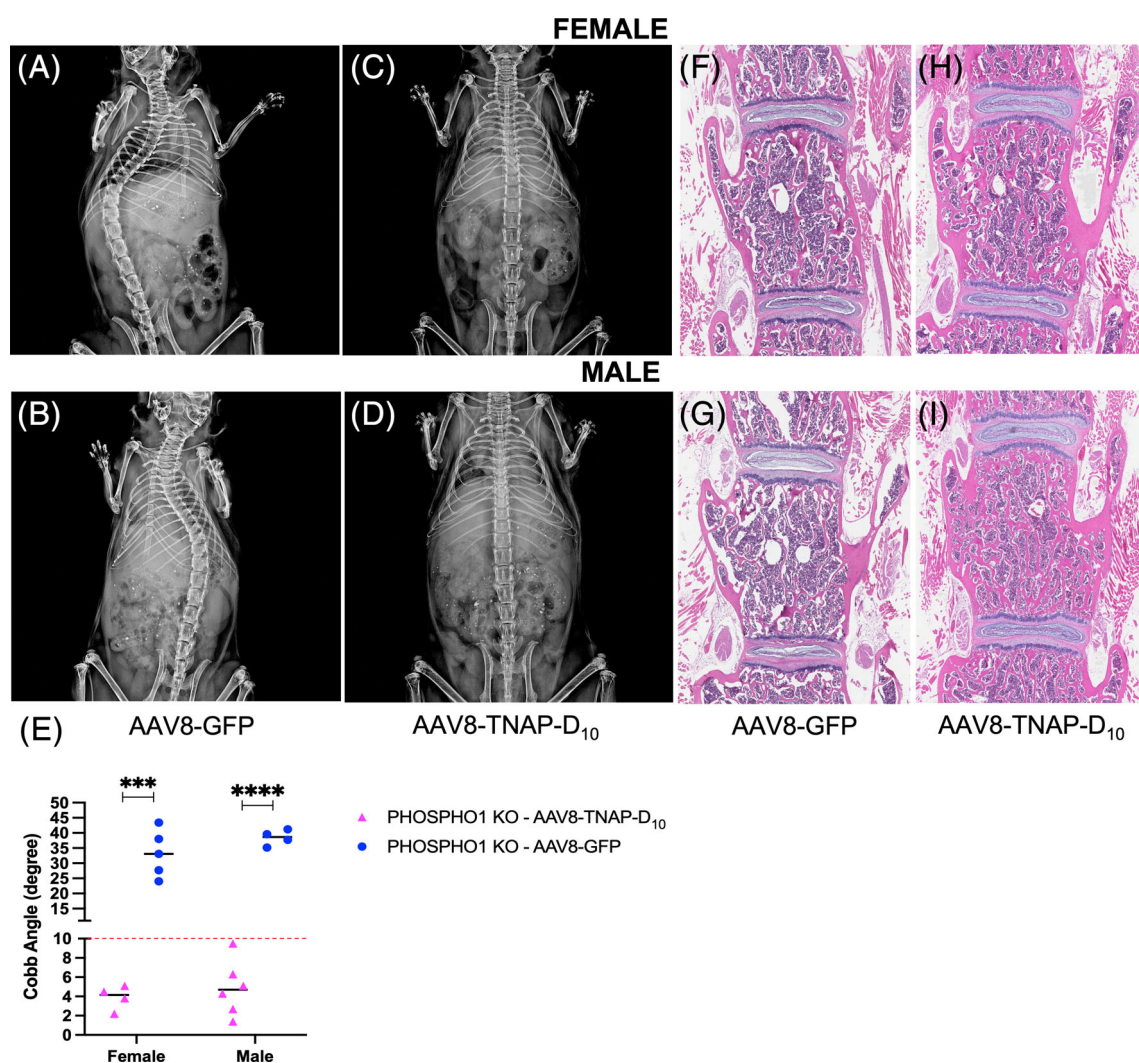 FEMALE
(A)
(C)
(F)
(H)
MALE
(B)
(D)
(G)
(I)
AAV8-GFP
AAV8-TNAP-D10
AAV8-GFP
AAV8-TNAP-D10
(E)
***
****
PHOSPHO1 KO - AAV8-TNAP-D10
PHOSPHO1 KO - AAV8-GFP
Cobb Angle (degree)
50
45
40
35
30
25
20
15
10
8
6
4
2
0
Female
Male